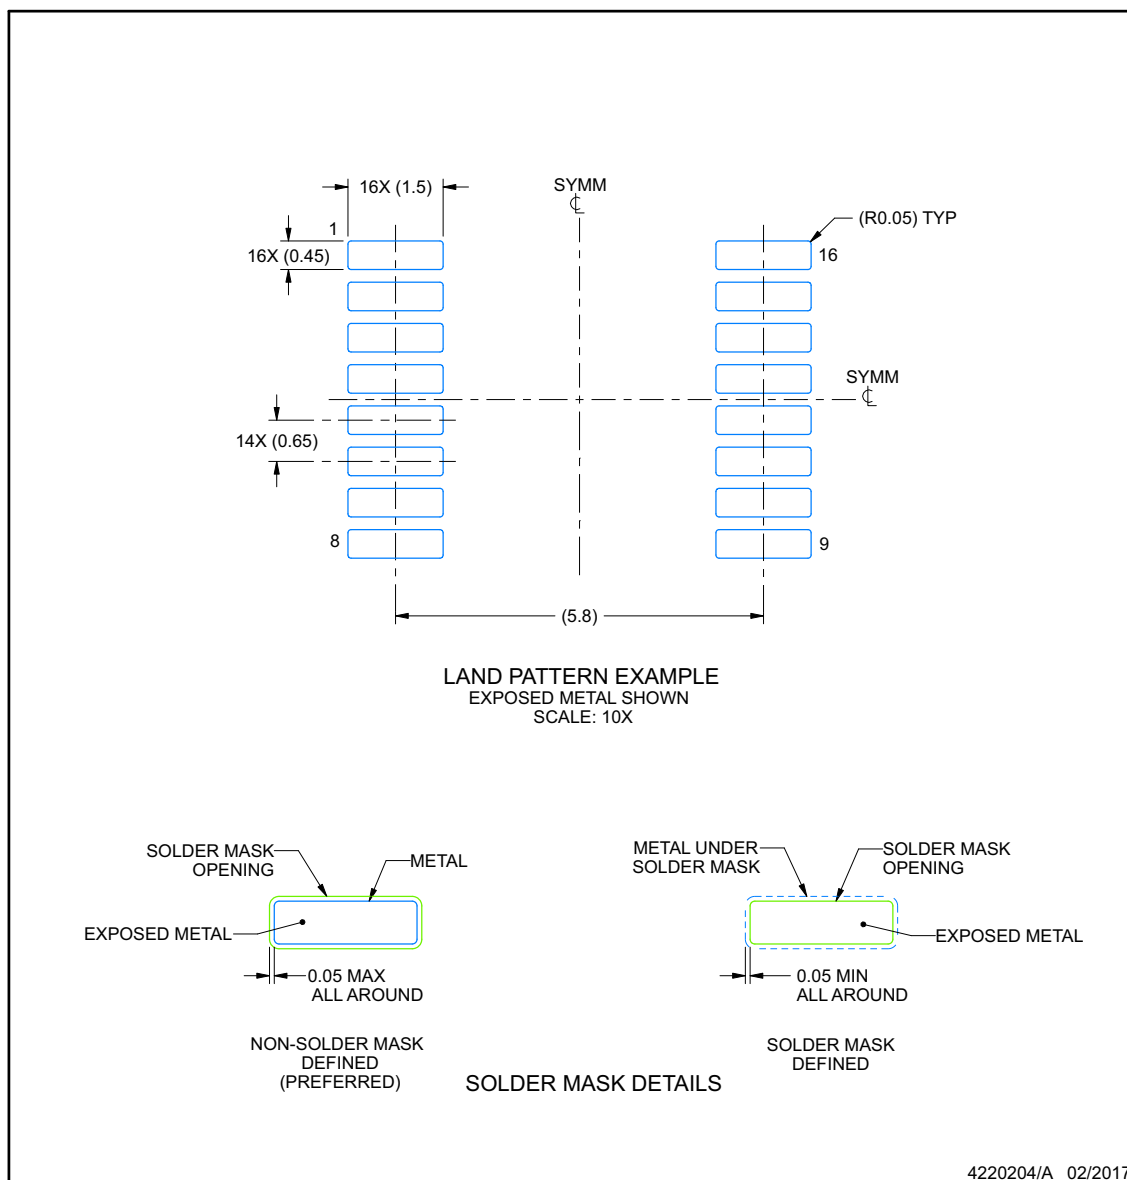 16X (1.5)
SYMM
℄
(R0.05) TYP
1
16X (0.45)
16
SYMM
℄
14X (0.65)
8
9
(5.8)
LAND PATTERN EXAMPLE
EXPOSED METAL SHOWN
SCALE: 10X
SOLDER MASK
OPENING
METAL
EXPOSED METAL
0.05 MAX
ALL AROUND
NON-SOLDER MASK
DEFINED
(PREFERRED)
METAL UNDER
SOLDER MASK
SOLDER MASK
OPENING
EXPOSED METAL
0.05 MIN
ALL AROUND
SOLDER MASK
DEFINED
SOLDER MASK DETAILS
4220204/A 02/2017